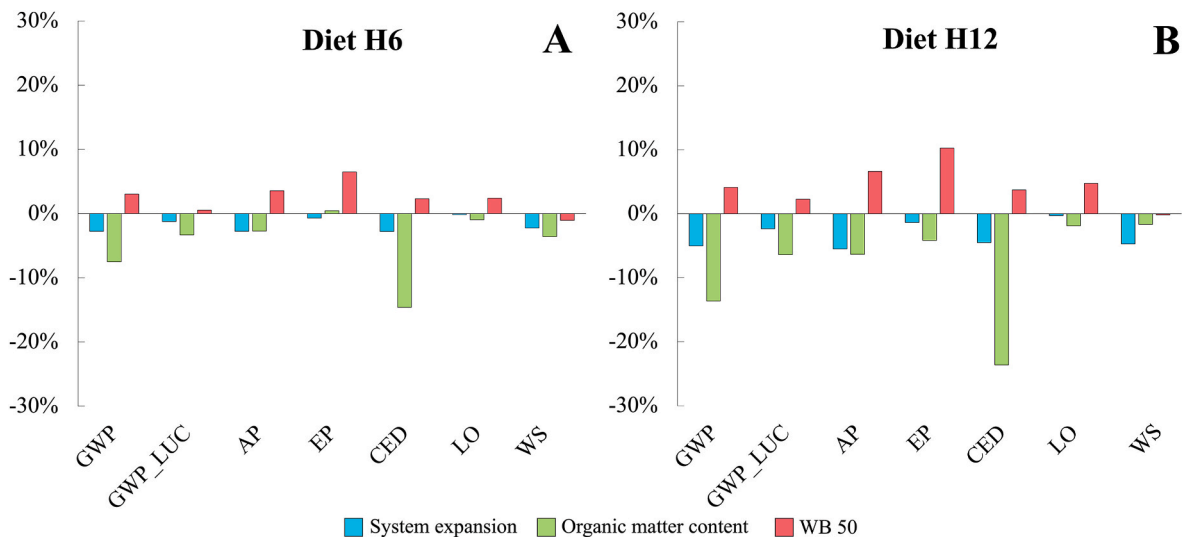 Diet H6
A
30%
20%
10%
0%
-10%
-20%
-30%
GWP
GWP_LUC
AP
EP
CED
LO
WS
Diet H12
B
30%
20%
10%
0%
-10%
-20%
-30%
GWP
GWP_LUC
AP
EP
CED
LO
WS
System expansion
Organic matter content
WB 50